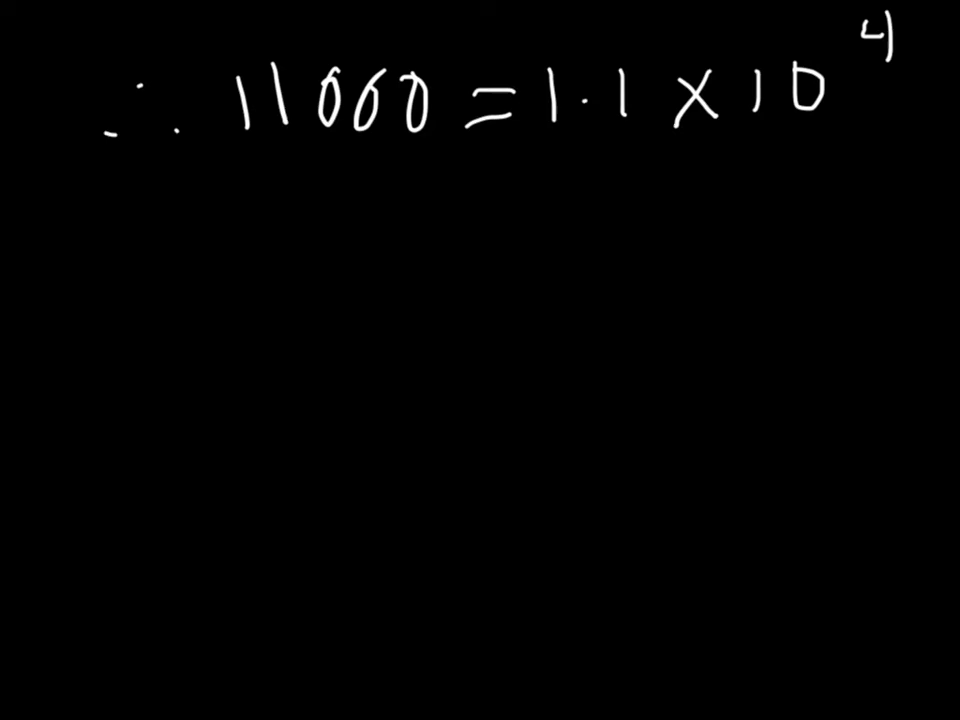 ∴ 11000 = 1.1 × 10⁴